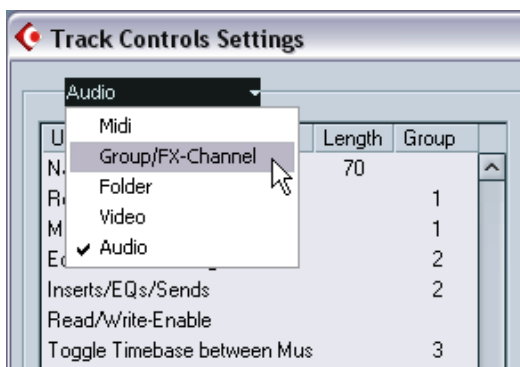 Track Controls Settings
Audio
Midi
Group/FX-Channel
Folder
Video
Audio
Length Group
70
1
1
2
Inserts/EQs/Sends 2
Read/Write-Enable
Toggle Timebase between Mus 3